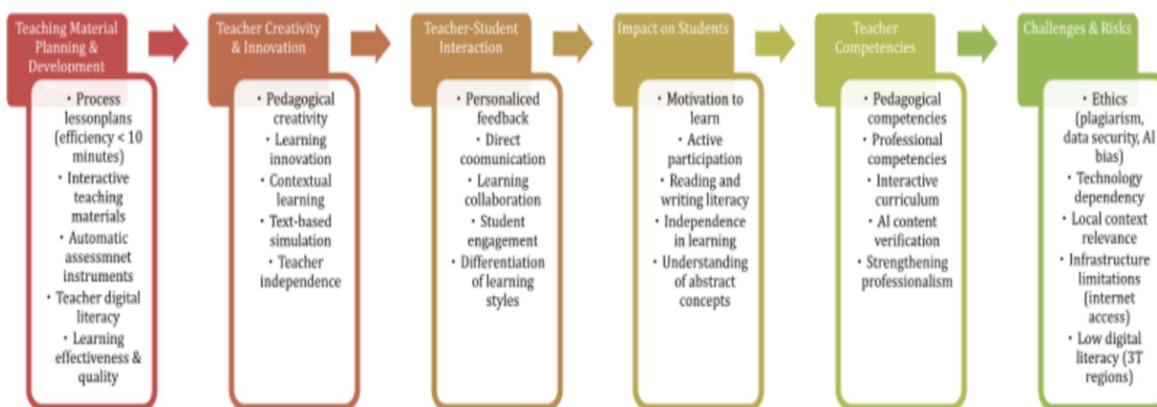 Teaching Material
Planning &
Development
• Process
lessonplans
(efficiency < 10
minutes)
• Interactive
teaching
materials
• Automatic
assessmnet
instruments
• Teacher digital
literacy
• Learning
effectiveness &
quality
Teacher Creativity
& Innovation
• Pedagogical
creativity
• Learning
innovation
• Contextual
learning
• Text-based
simulation
• Teacher
independence
Teacher-Student
Interaction
• Personaliced
feedback
• Direct
coomunication
• Learning
collaboration
• Student
engagement
• Differentiation
of learning
styles
Impact on Students
• Motivation to
learn
• Active
participation
• Reading and
writing literacy
• Independence
in learning
• Understanding
of abstract
concepts
Teacher
Competencies
• Pedagogical
competencies
• Professional
competencies
• Interactive
curriculum
• AI content
verification
• Strengthening
professionalism
Challenges & Risks
• Ethics
(plagiarism,
data security, AI
bias)
• Technology
dependency
• Local context
relevance
• Infrastructure
limitations
(internet
access)
• Low digital
literacy (3T
regions)